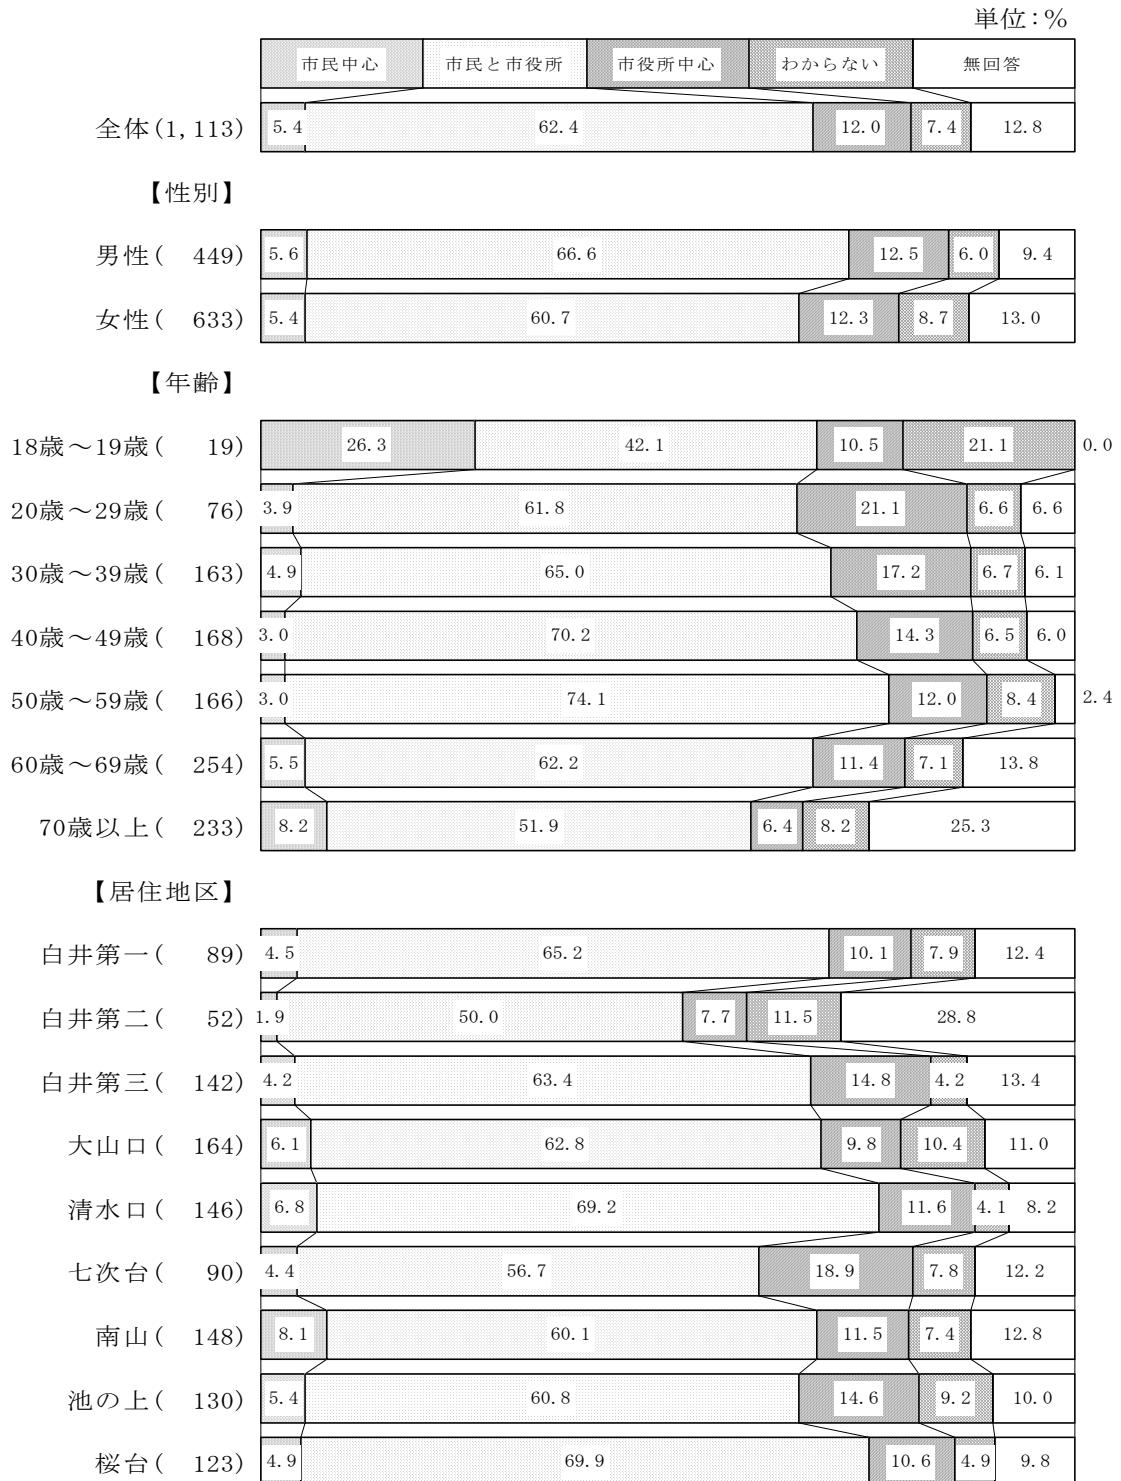 単位:%
市民中心 市民と市役所 市役所中心 わからない 無回答
全体(1,113) 5.4 62.4 12.0 7.4 12.8
【性別】
男性( 449) 5.6 66.6 12.5 6.0 9.4
女性( 633) 5.4 60.7 12.3 8.7 13.0
【年齢】
18歳～19歳( 19) 26.3 42.1 10.5 21.1 0.0
20歳～29歳( 76) 3.9 61.8 21.1 6.6 6.6
30歳～39歳( 163) 4.9 65.0 17.2 6.7 6.1
40歳～49歳( 168) 3.0 70.2 14.3 6.5 6.0
50歳～59歳( 166) 3.0 74.1 12.0 8.4 2.4
60歳～69歳( 254) 5.5 62.2 11.4 7.1 13.8
70歳以上( 233) 8.2 51.9 6.4 8.2 25.3
【居住地区】
白井第一( 89) 4.5 65.2 10.1 7.9 12.4
白井第二( 52) 1.9 50.0 7.7 11.5 28.8
白井第三( 142) 4.2 63.4 14.8 4.2 13.4
大山口( 164) 6.1 62.8 9.8 10.4 11.0
清水口( 146) 6.8 69.2 11.6 4.1 8.2
七次台( 90) 4.4 56.7 18.9 7.8 12.2
南山( 148) 8.1 60.1 11.5 7.4 12.8
池の上( 130) 5.4 60.8 14.6 9.2 10.0
桜台( 123) 4.9 69.9 10.6 4.9 9.8